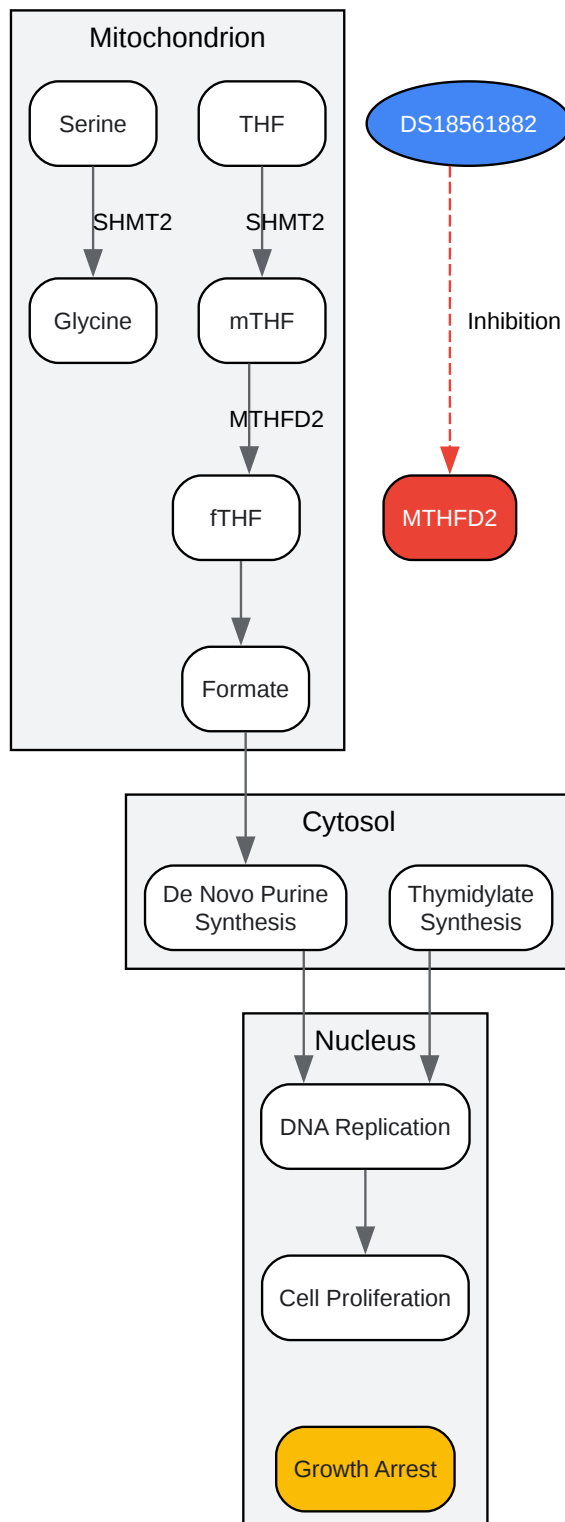 Mitochondrion
Serine
THF
DS18561882
SHMT2
SHMT2
Glycine
mTHF
Inhibition
MTHFD2
fTHF
MTHFD2
Formate
Cytosol
De Novo Purine
Synthesis
Thymidylate
Synthesis
Nucleus
DNA Replication
Cell Proliferation
Growth Arrest